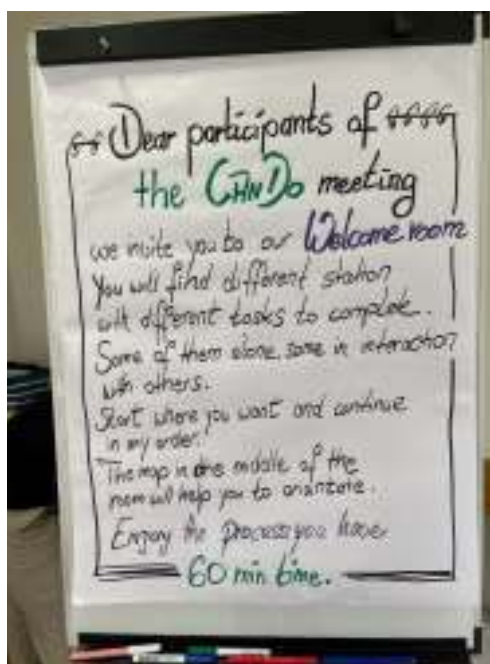 Dear participants of
the CANDo meeting
we invite you to our Welcome room
You will find different station
with different tasks to complete.
Some of them alone, some in interaction
with others.
Start where you want and continue
in any order!
The map in the middle of the
room will help you to orientate.
Enjoy the process you have
60 min time.